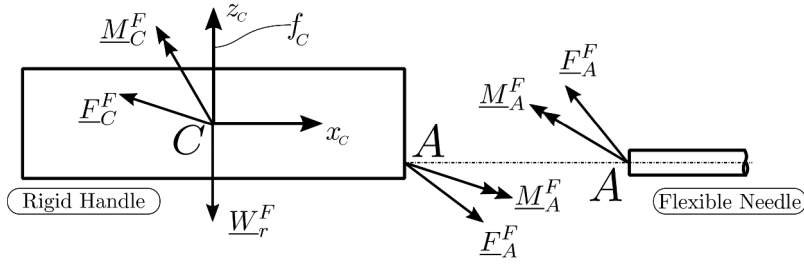 z_C
f_C
M_C^F
F_C^F
C
x_C
W_r^F
Rigid Handle
A
M_A^F
F_A^F
F_A^F
M_A^F
A
Flexible Needle